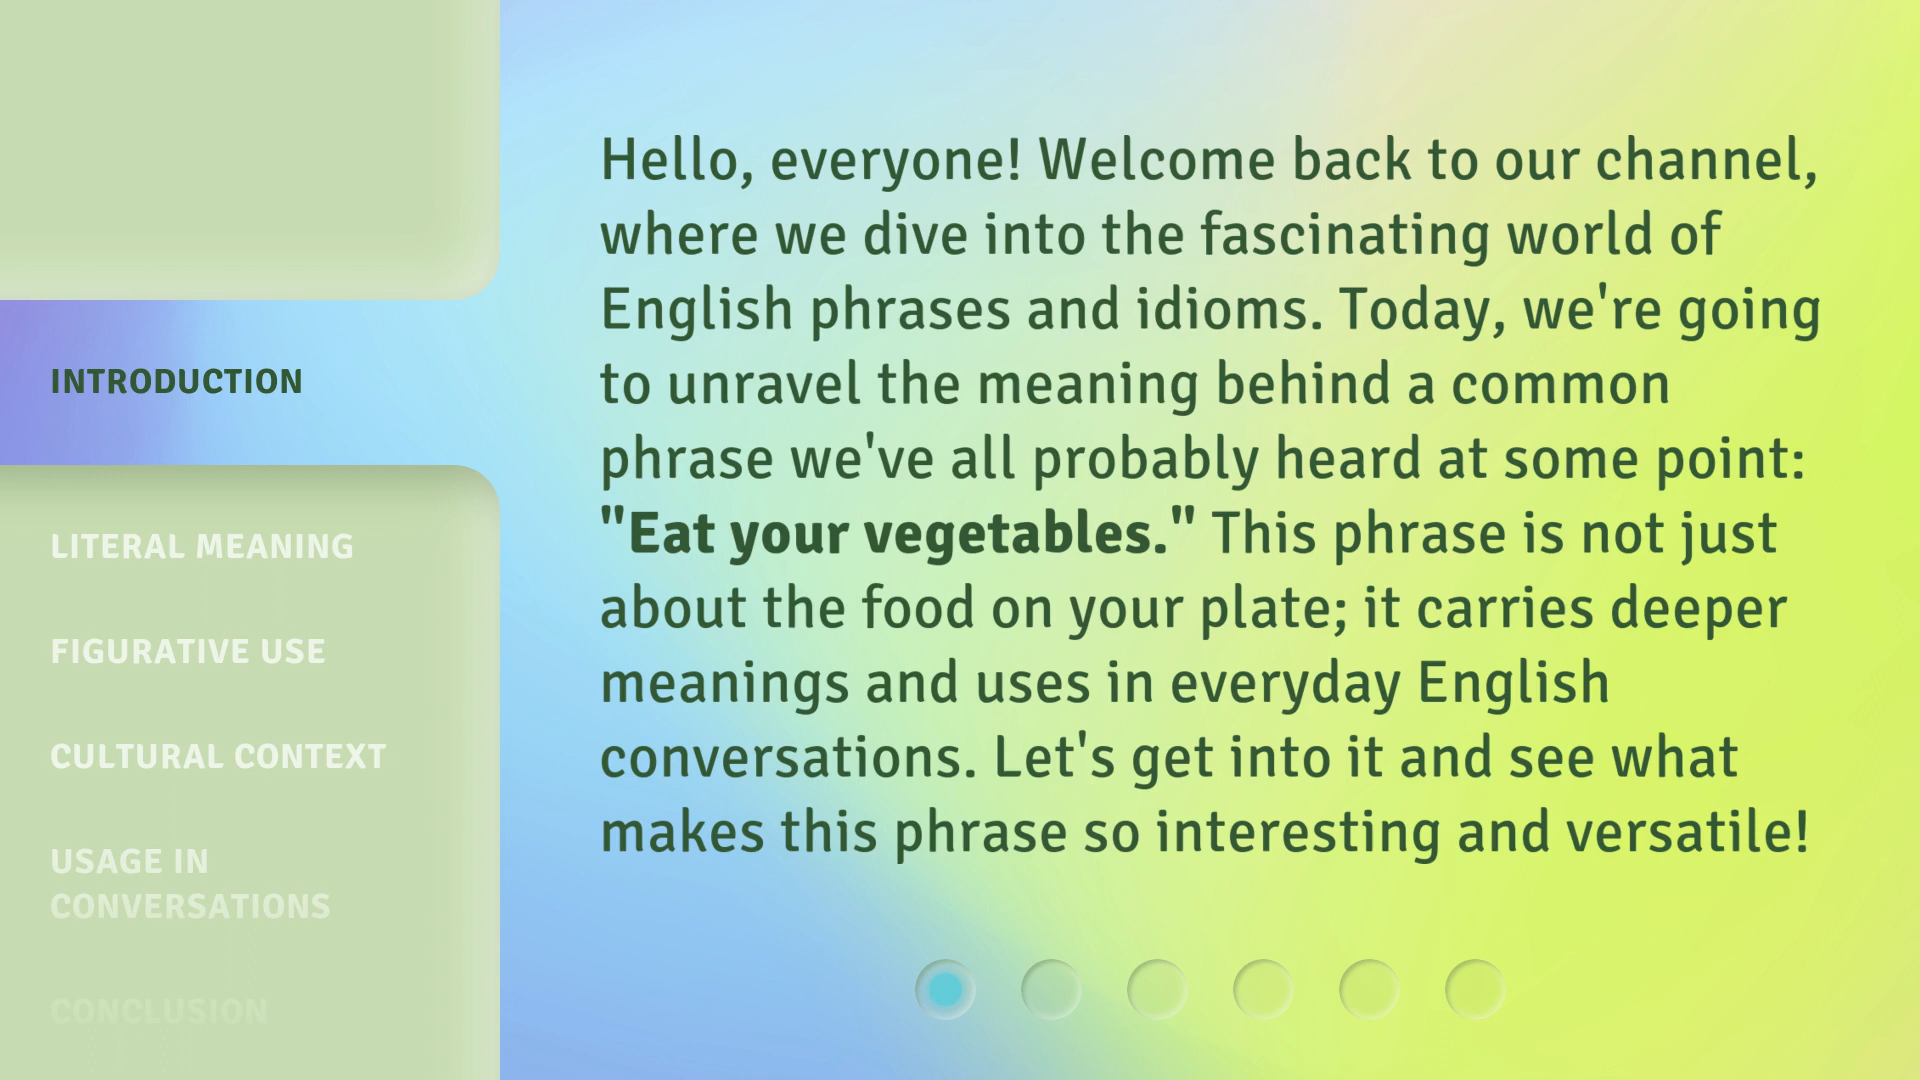 INTRODUCTION
LITERAL MEANING
FIGURATIVE USE
CULTURAL CONTEXT
USAGE IN
CONVERSATIONS
CONCLUSION
Hello, everyone! Welcome back to our channel,
where we dive into the fascinating world of
English phrases and idioms. Today, we're going
to unravel the meaning behind a common
phrase we've all probably heard at some point:
"Eat your vegetables." This phrase is not just
about the food on your plate; it carries deeper
meanings and uses in everyday English
conversations. Let's get into it and see what
makes this phrase so interesting and versatile!